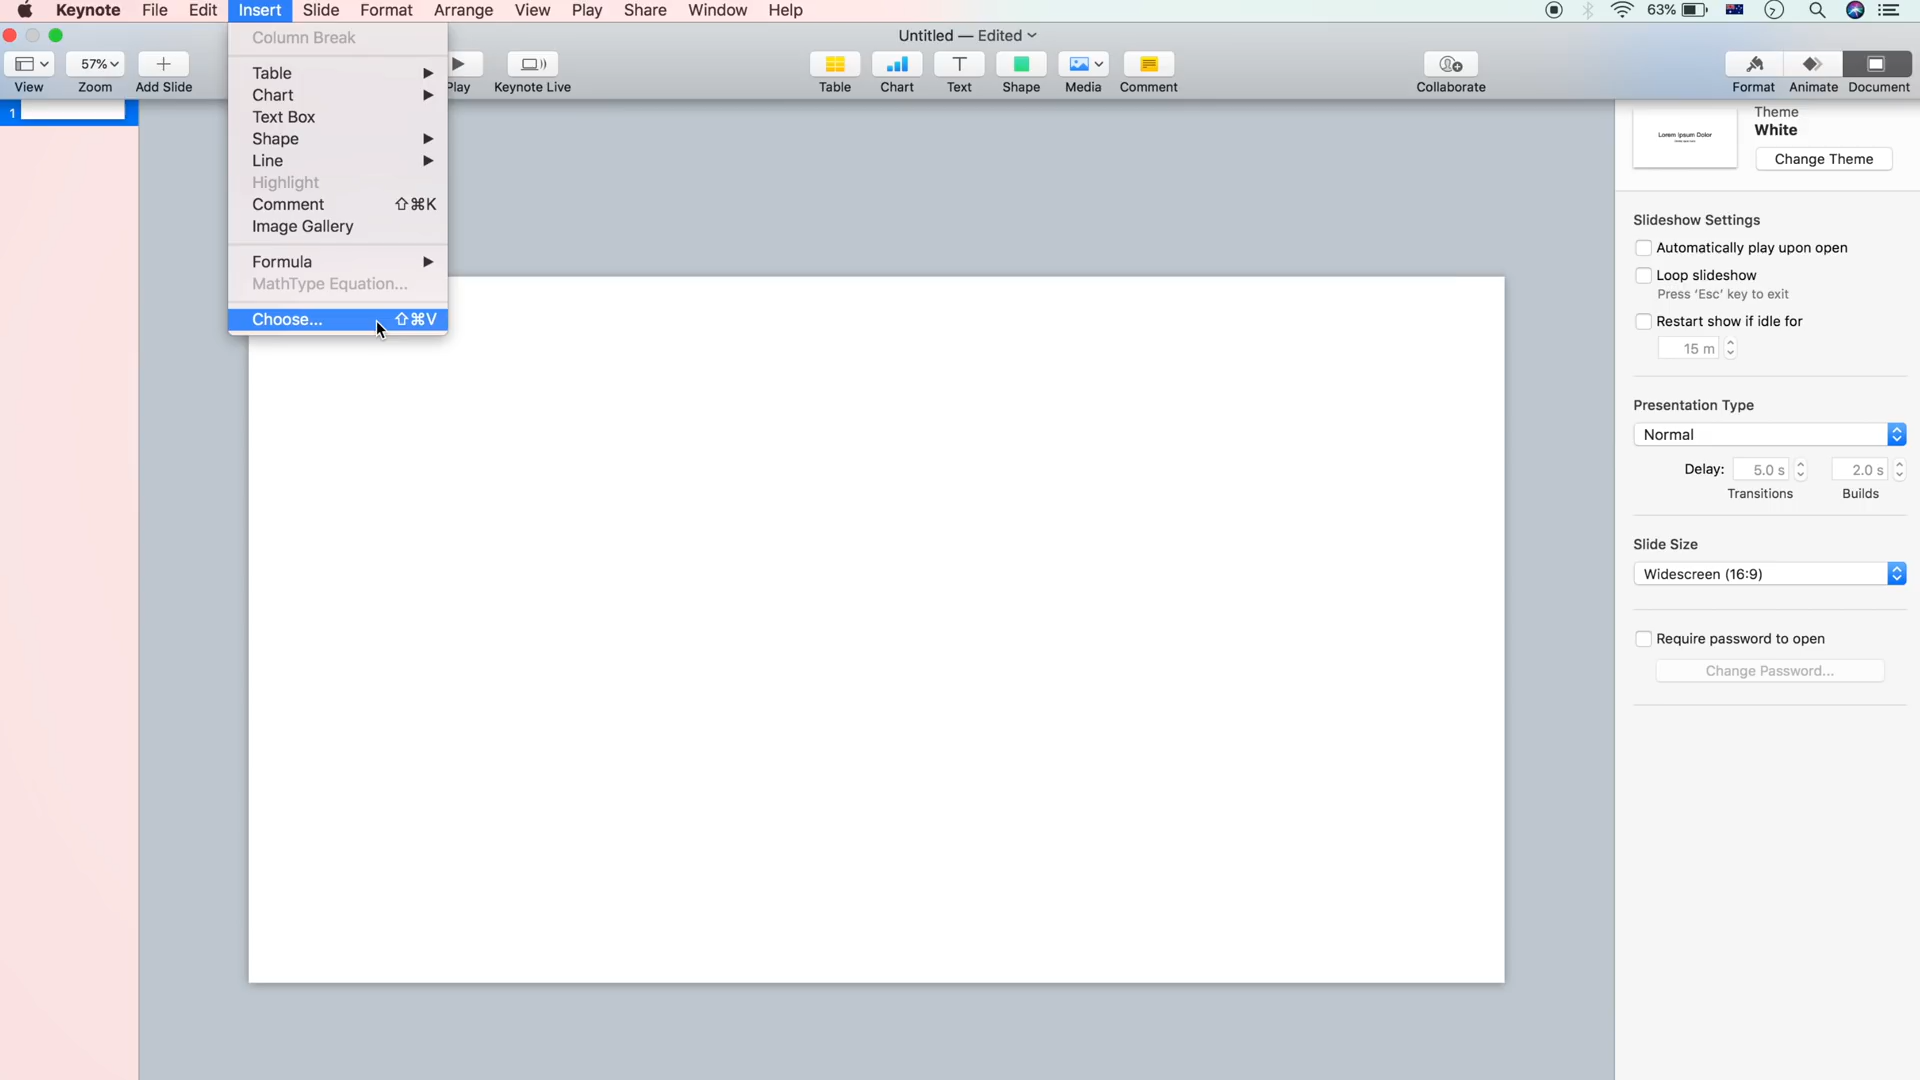 Keynote File Edit Insert Slide Format Arrange View Play Share Window Help 63%
Untitled — Edited
57%
View Zoom Add Slide Play Keynote Live Table Chart Text Shape Media Comment Collaborate Format Animate Document
1
Column Break
Table
Chart
Text Box
Shape
Line
Highlight
Comment ⇧⌘K
Image Gallery
Formula
MathType Equation...
Choose... ⇧⌘V
Lorem Ipsum Dolor
Theme
White
Change Theme
Slideshow Settings
Automatically play upon open
Loop slideshow
Press 'Esc' key to exit
Restart show if idle for
15 m
Presentation Type
Normal
Delay: 5.0 s 2.0 s
Transitions Builds
Slide Size
Widescreen (16:9)
Require password to open
Change Password...